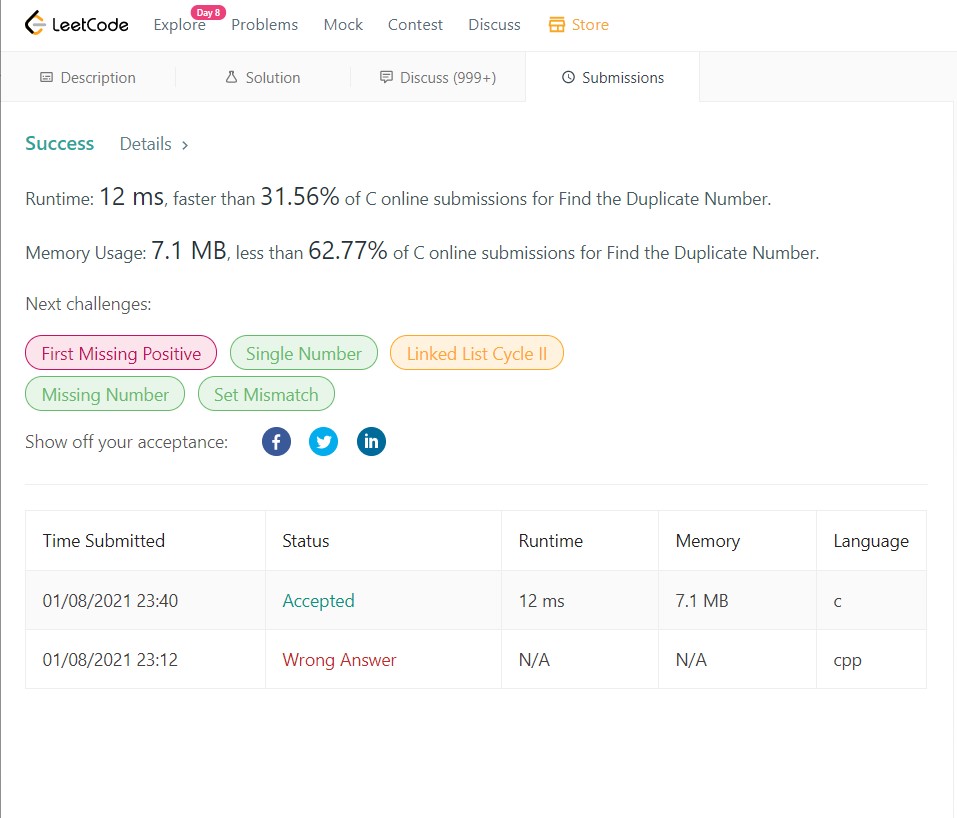 LeetCode Explore Day 8 Problems Mock Contest Discuss Store
Description Solution Discuss (999+) Submissions
Success Details >
Runtime: 12 ms, faster than 31.56% of C online submissions for Find the Duplicate Number.
Memory Usage: 7.1 MB, less than 62.77% of C online submissions for Find the Duplicate Number.
Next challenges:
First Missing Positive Single Number Linked List Cycle II
Missing Number Set Mismatch
Show off your acceptance:
Time Submitted Status Runtime Memory Language
01/08/2021 23:40 Accepted 12 ms 7.1 MB c
01/08/2021 23:12 Wrong Answer N/A N/A cpp